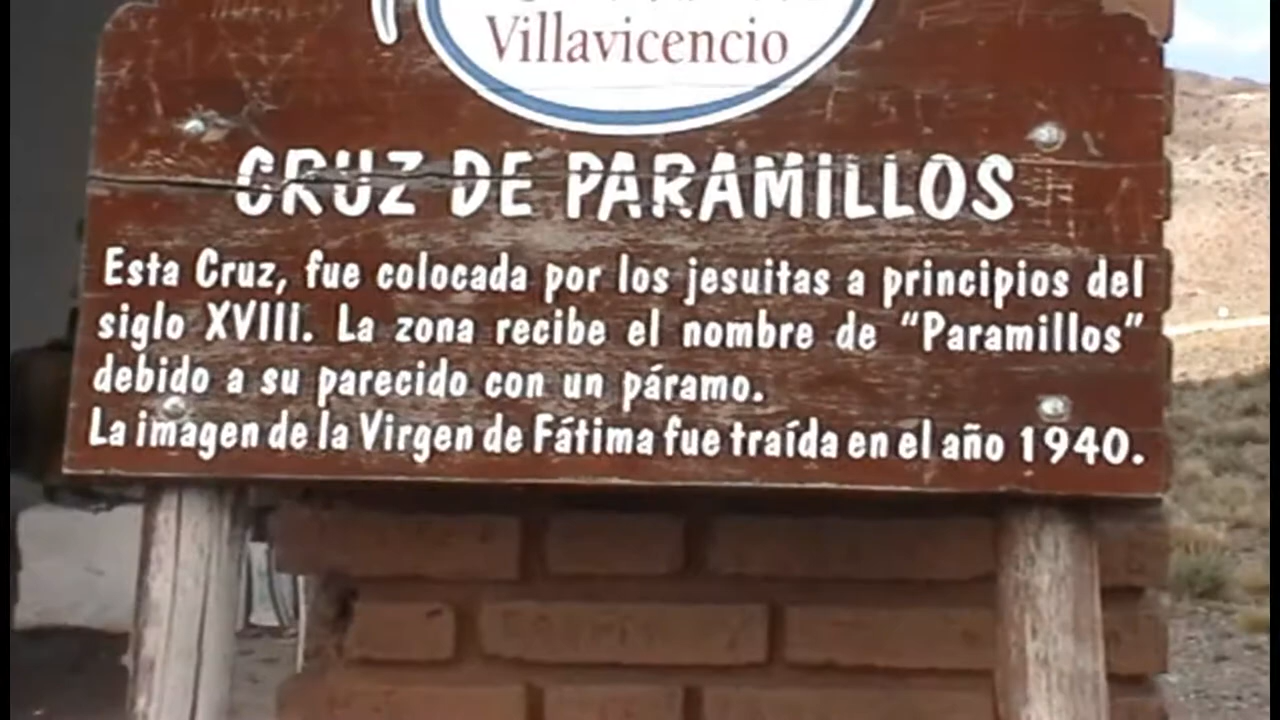 Villavicencio
CRUZ DE PARAMILLOS
Esta Cruz, fue colocada por los jesuitas a principios del
siglo XVIII. La zona recibe el nombre de “Paramillos”
debido a su parecido con un páramo.
La imagen de la Virgen de Fátima fue traída en el año 1940.